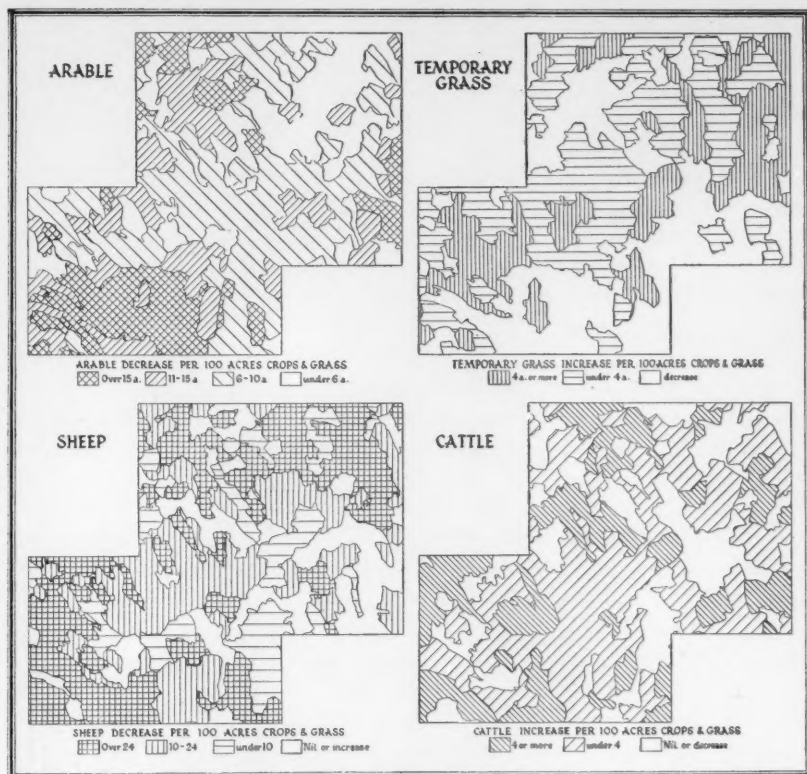 ARABLE
ARABLE DECREASE PER 100 ACRES CROPS & GRASS
Over 15 a. 11-15 a 6-10 a under 6 a.
TEMPORARY
GRASS
TEMPORARY GRASS INCREASE PER 100 ACRES CROPS & GRASS
4 a. or more under 4 a. decrease
SHEEP
SHEEP DECREASE PER 100 ACRES CROPS & GRASS
Over 24 10-24 under 10 Nil or increase
CATTLE
CATTLE INCREASE PER 100 ACRES CROPS & GRASS
4 or more under 4 Nil or decrease